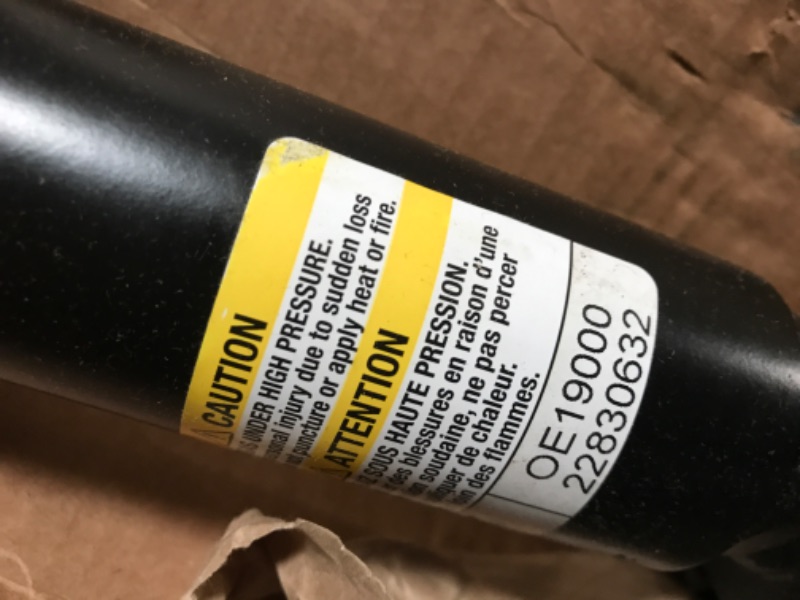 CAUTION
UNDER HIGH PRESSURE.
injury due to sudden loss
puncture or apply heat or fire.
ATTENTION
SOUS HAUTE PRESSION.
des blessures en raison d'une
soudaine, ne pas percer
de chaleur.
des flammes.
OE19000
22830632